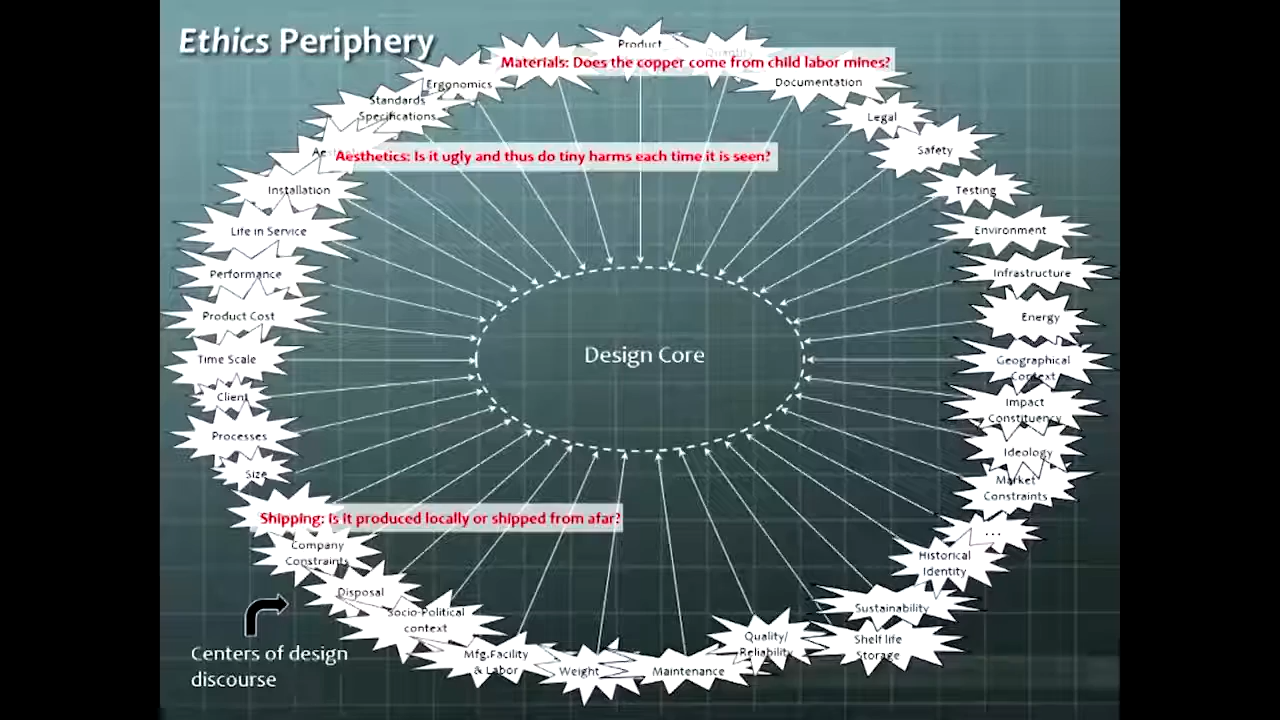 Ethics Periphery
Product
Materials: Does the copper come from child labor mines?
Ergonomics
Documentation
Standards
Specifications
Legal
Aesthetics: Is it ugly and thus do tiny harms each time it is seen?
Safety
Installation
Testing
Life in Service
Environment
Performance
Infrastructure
Product Cost
Energy
Time Scale
Design Core
Geographical
Context
Client
Impact
Constituency
Processes
Ideology
Size
Market
Constraints
Shipping: Is it produced locally or shipped from afar?
...
Company
Constraints
Historical
Identity
Disposal
Sustainability
Socio-Political
context
Quality/
Reliability
Shelf life
Storage
Mfg.Facility
& Labor
Weight
Maintenance
Centers of design
discourse